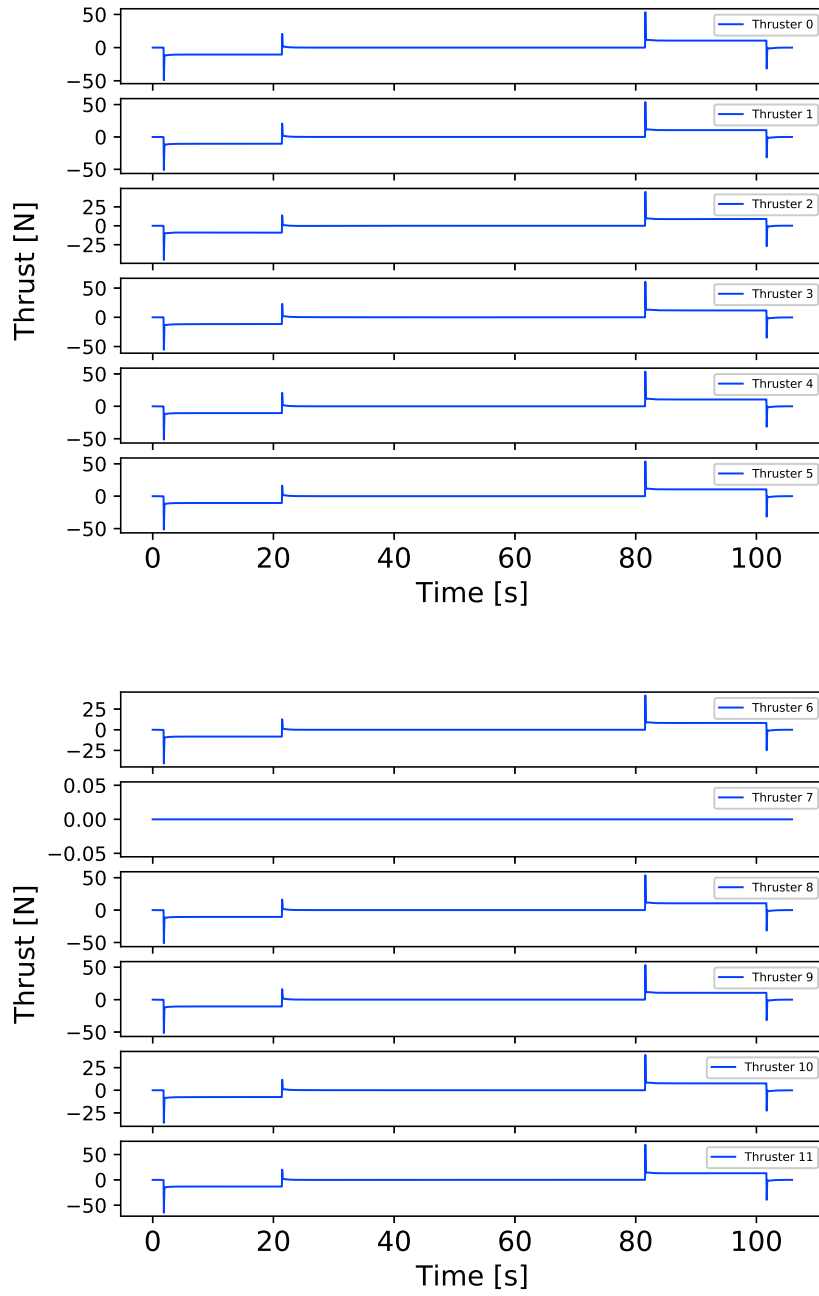 50
0
−50
Thruster 0
50
0
−50
Thruster 1
25
0
−25
Thruster 2
50
0
−50
Thruster 3
50
0
−50
Thruster 4
50
0
−50
Thruster 5
Thrust [N]
0 20 40 60 80 100
Time [s]
25
0
−25
Thruster 6
0.05
0.00
−0.05
Thruster 7
50
0
−50
Thruster 8
50
0
−50
Thruster 9
25
0
−25
Thruster 10
50
0
−50
Thruster 11
Thrust [N]
0 20 40 60 80 100
Time [s]